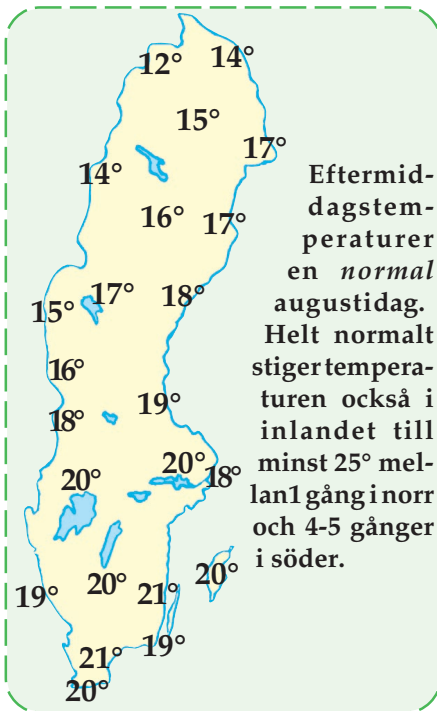 12° 14°
15°
17°
14°
16° 17°
15° 17° 18°
16°
18° 19°
20° 20° 18°
19° 20° 21° 20°
21° 19°
20°
Eftermid-
dagstem-
peraturer
en normal
augustidag.
Helt normalt
stiger tempera-
turen också i
inlandet till
minst 25° mel-
lan 1 gång i norr
och 4-5 gånger
i söder.